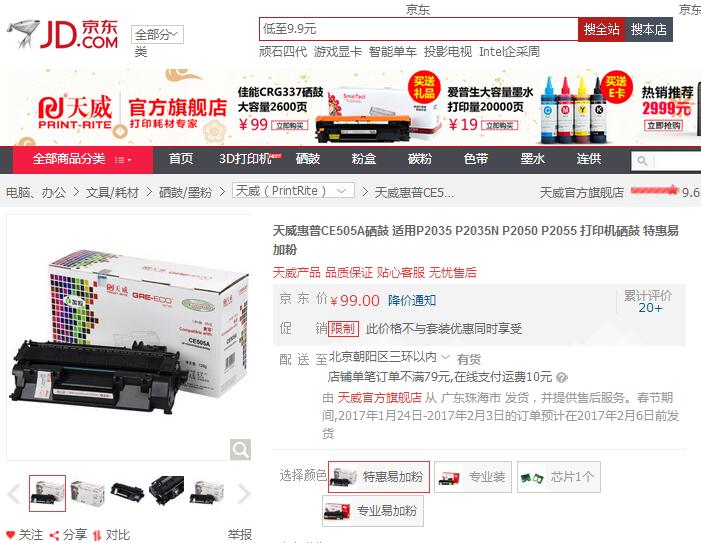 京东
京东
JD.COM 京东
全部分类
低至9.9元
搜全站 搜本店
顽石四代 游戏显卡 智能单车 投影电视 Intel企采周
天威
PRINT-RITE
官方旗舰店
打印耗材专家
佳能CRG337硒鼓
大容量2600页
¥99 立即购买
买送礼品
爱普生大容量墨水
打印量20000页
¥19 立即购买
买送E卡
热销推荐
2999元
立即抢购
全部商品分类 首页 3D打印机 HOT 硒鼓 粉盒 碳粉 色带 墨水 连供
电脑、办公 > 文具/耗材 > 硒鼓/墨粉 > 天威（PrintRite） > 天威惠普CE5...
天威官方旗舰店 9.6
天威
GRE-ECO
易加粉
Compatible with:
CE505A
天威惠普CE505A硒鼓 适用P2035 P2035N P2050 P2055 打印机硒鼓 特惠易
加粉
天威产品 品质保证 贴心客服 无忧售后
京 东 价 ¥99.00 降价通知
累计评价
20+
促 销 限制 此价格不与套装优惠同时享受
配 送 至 北京朝阳区三环以内 有货
店铺单笔订单不满79元,在线支付运费10元
由 天威官方旗舰店 从 广东珠海市 发货，并提供售后服务。春节期
间,2017年1月24日-2017年2月3日的订单预计在2017年2月6日前发
货
选择颜色 特惠易加粉 专业装 芯片1个
专业易加粉
关注 分享 对比 举报